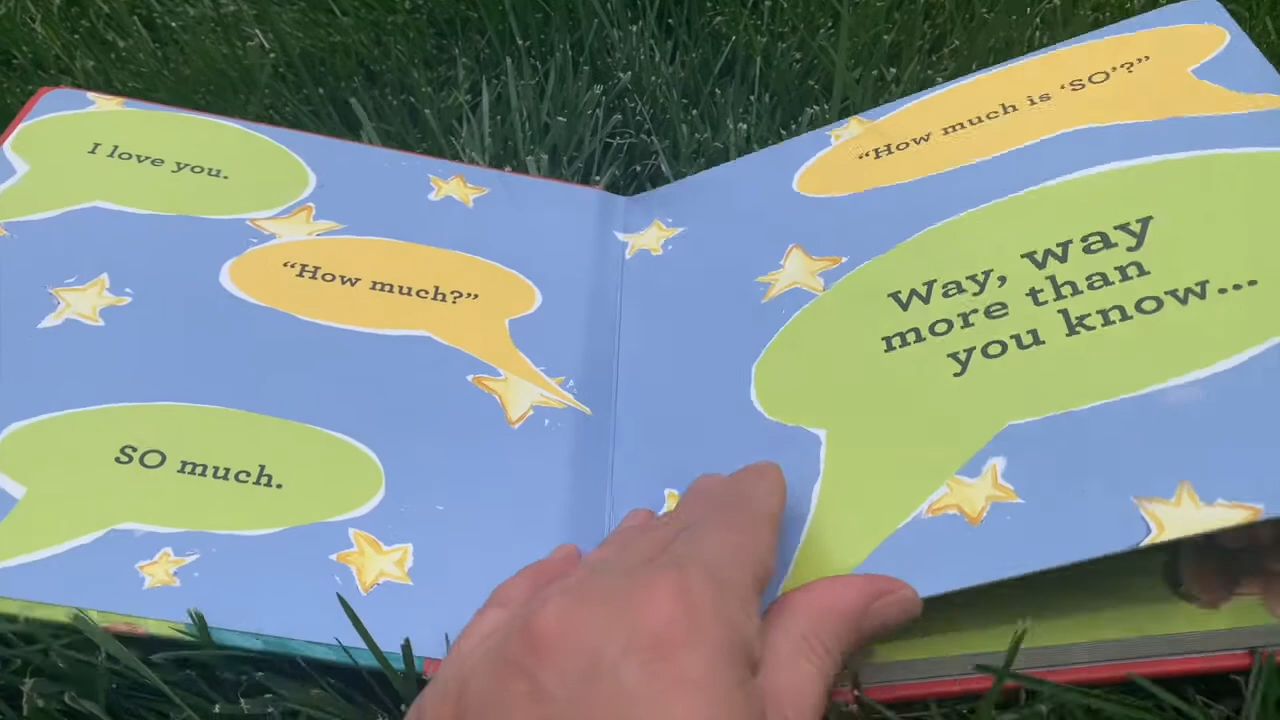 I love you.
“How much?”
SO much.
“How much is ‘SO’?”
Way, way
more than
you know...